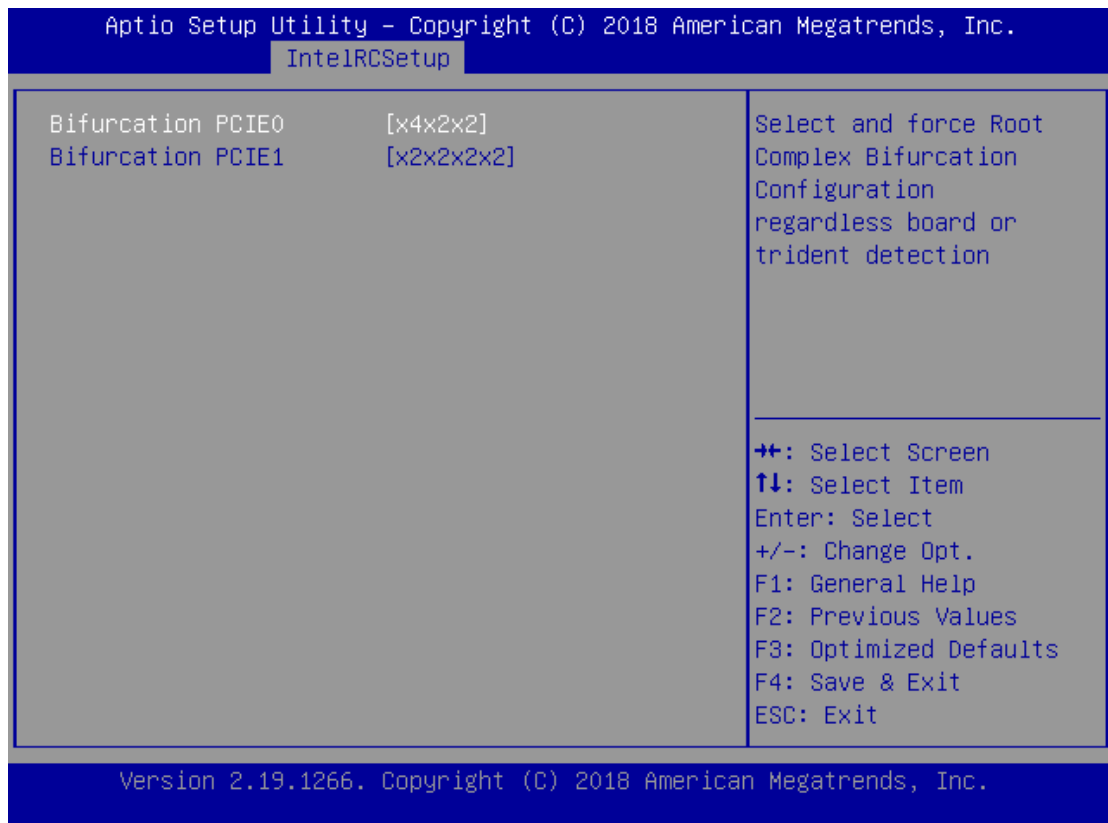 Aptio Setup Utility – Copyright (C) 2018 American Megatrends, Inc.
IntelRCSetup
Bifurcation PCIE0 [x4x2x2]
Bifurcation PCIE1 [x2x2x2x2]
Select and force Root
Complex Bifurcation
Configuration
regardless board or
trident detection
→←: Select Screen
↑↓: Select Item
Enter: Select
+/-: Change Opt.
F1: General Help
F2: Previous Values
F3: Optimized Defaults
F4: Save & Exit
ESC: Exit
Version 2.19.1266. Copyright (C) 2018 American Megatrends, Inc.